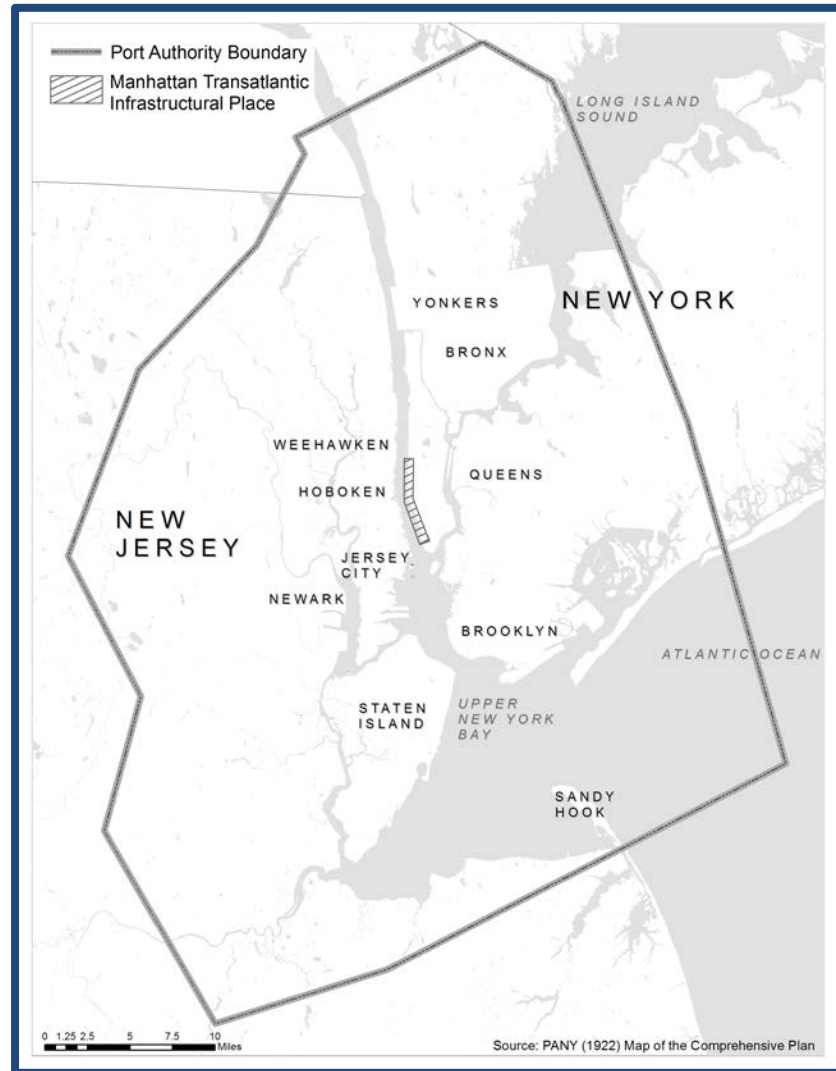 Port Authority Boundary
Manhattan Transatlantic
Infrastructural Place
LONG ISLAND
SOUND
YONKERS
NEW YORK
BRONX
WEEHAWKEN
QUEENS
HOBOKEN
NEW
JERSEY
JERSEY
CITY
NEWARK
BROOKLYN
ATLANTIC OCEAN
STATEN
ISLAND
UPPER
NEW YORK
BAY
SANDY
HOOK
0 1.25 2.5 5 7.5 10
Miles
Source: PANY (1922) Map of the Comprehensive Plan